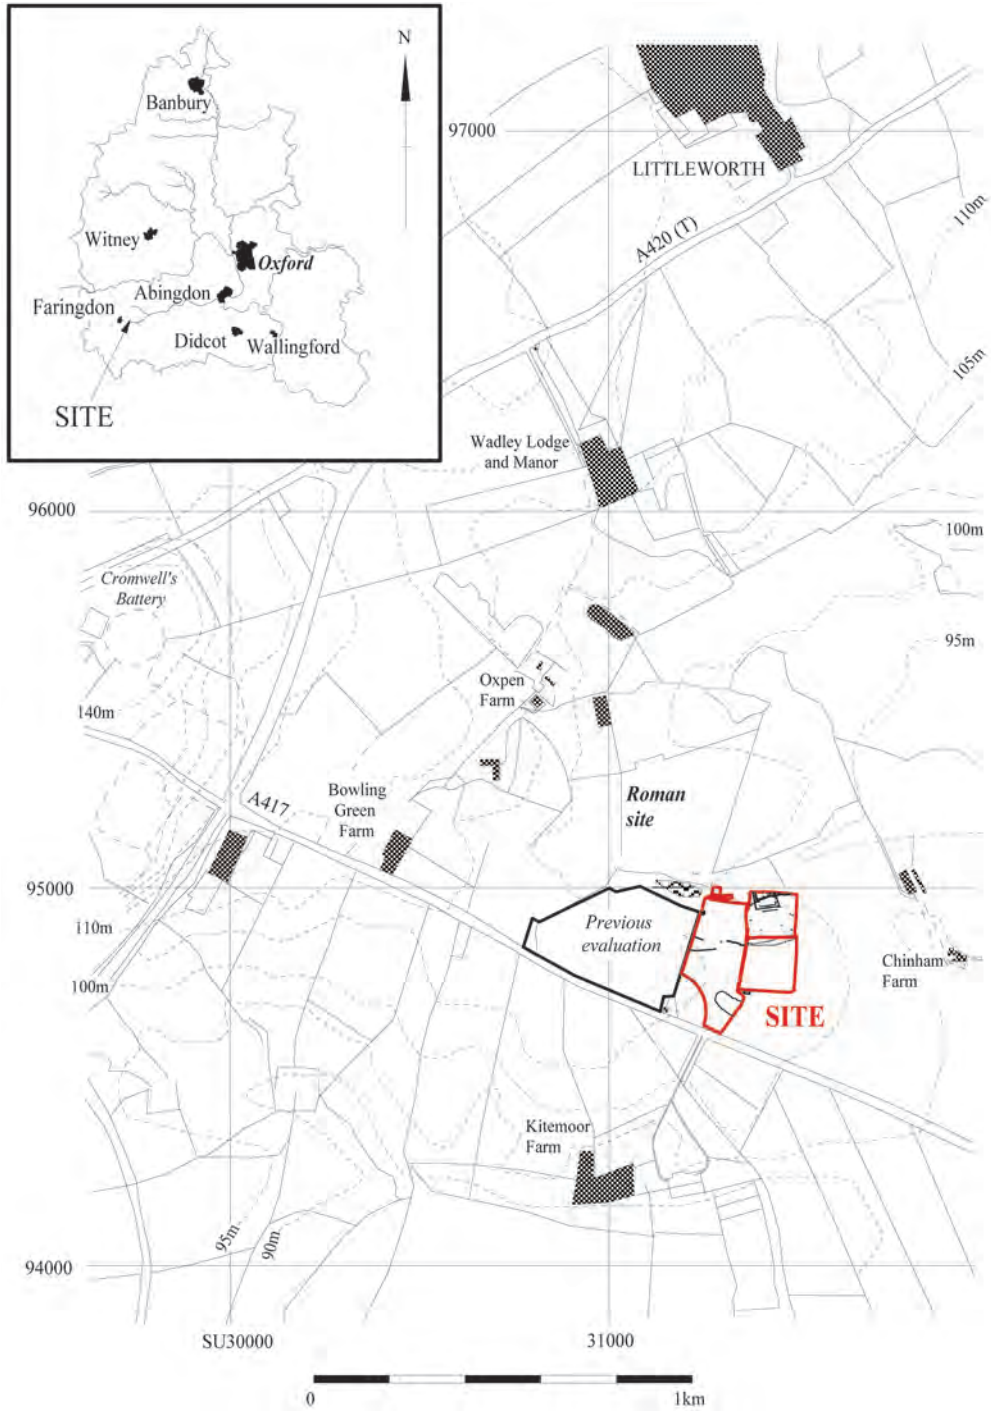 N
Banbury
Witney
Oxford
Abingdon
Faringdon
Didcot
Wallingford
SITE
97000
LITTLEWORTH
A420 (T)
110m
105m
Wadley Lodge
and Manor
96000
100m
Cromwell's
Battery
95m
Oxpen
Farm
140m
A417
Bowling
Green
Farm
Roman
site
95000
Previous
evaluation
110m
Chinham
Farm
100m
SITE
Kitemoor
Farm
95m
90m
94000
SU30000
31000
0
1km